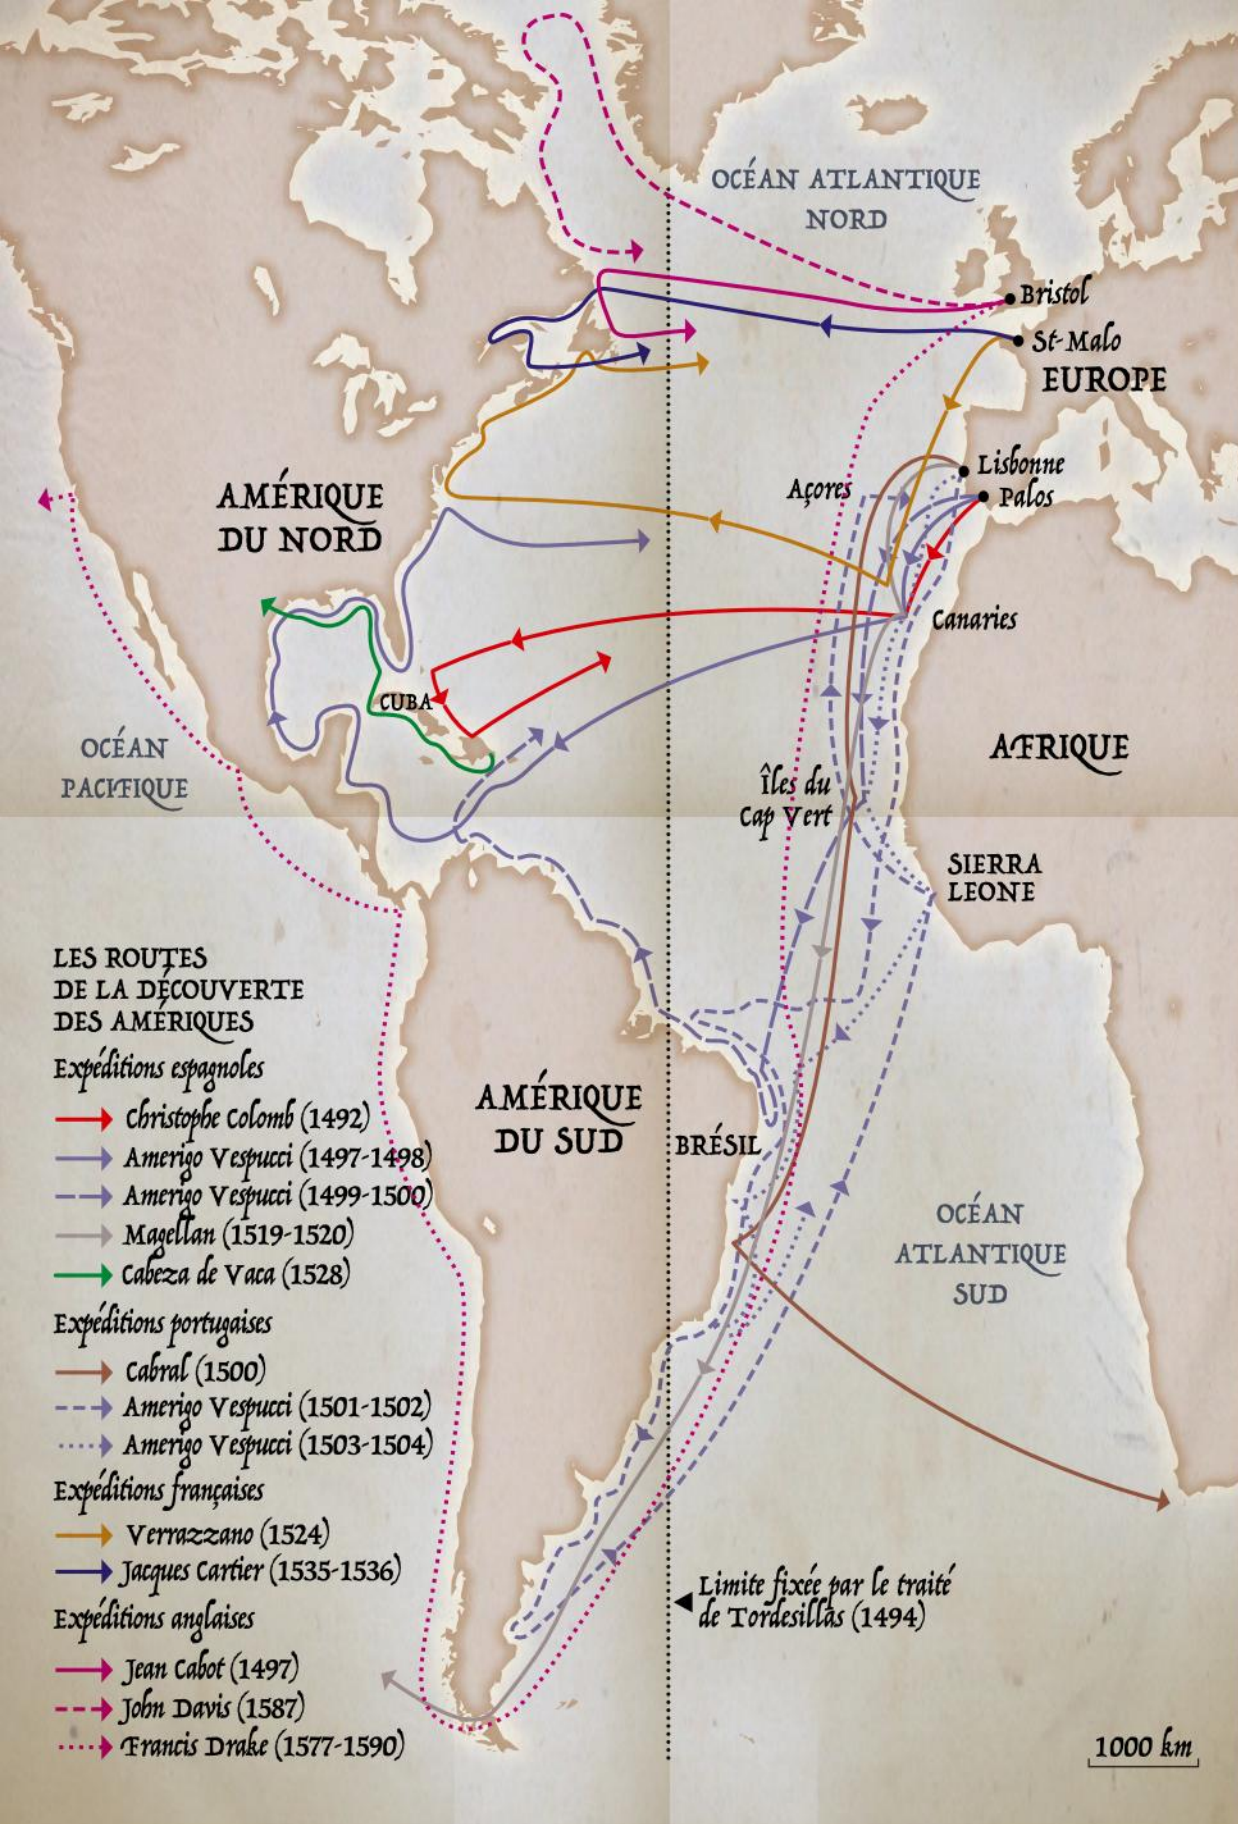 OCÉAN ATLANTIQUE
NORD
Bristol
St-Malo
EUROPE
Lisbonne
Palos
Açores
AMÉRIQUE
DU NORD
Canaries
CUBA
OCÉAN
PACIFIQUE
AFRIQUE
Îles du
Cap Vert
SIERRA
LEONE
AMÉRIQUE
DU SUD
BRÉSIL
OCÉAN
ATLANTIQUE
SUD
LES ROUTES
DE LA DÉCOUVERTE
DES AMÉRIQUES
Expéditions espagnoles
Christophe Colomb (1492)
Amerigo Vespucci (1497-1498)
Amerigo Vespucci (1499-1500)
Magellan (1519-1520)
Cabeza de Vaca (1528)
Expéditions portugaises
Cabral (1500)
Amerigo Vespucci (1501-1502)
Amerigo Vespucci (1503-1504)
Expéditions françaises
Verrazzano (1524)
Jacques Cartier (1535-1536)
Expéditions anglaises
Jean Cabot (1497)
John Davis (1587)
Francis Drake (1577-1590)
Limite fixée par le traité
de Tordesillas (1494)
1000 km